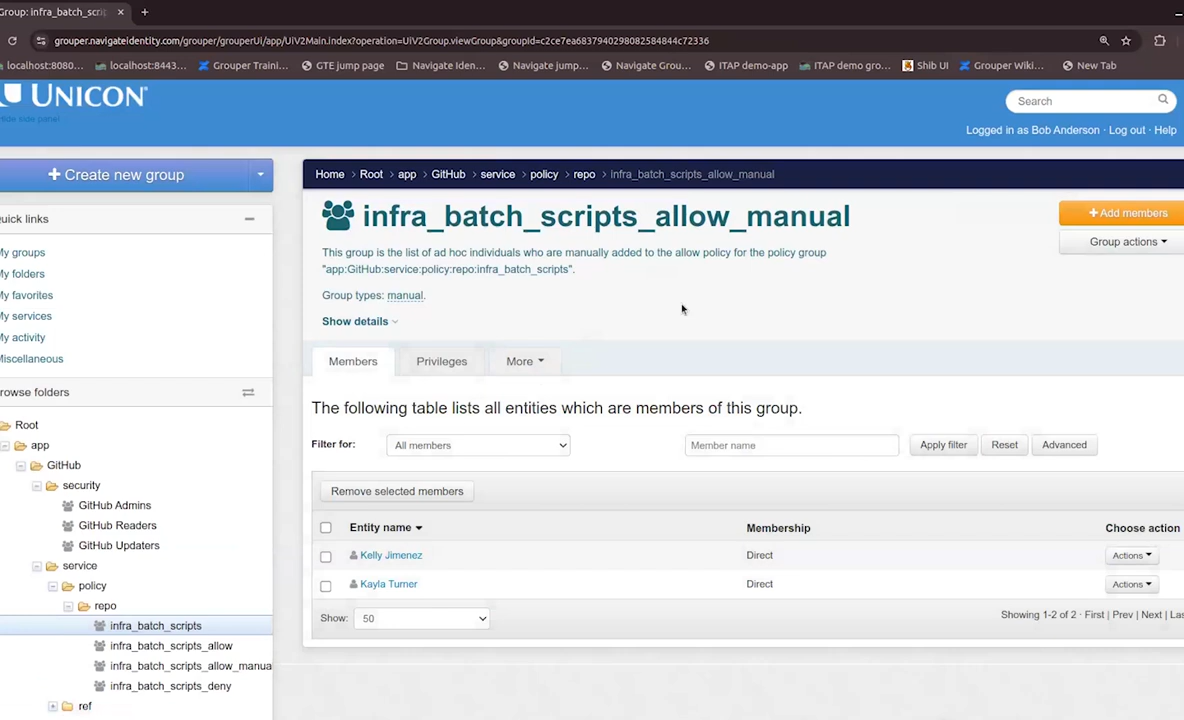 Group: infra_batch_scri
grouper.navigateidentity.com/grouper/grouperUi/app/UiV2Main.index?operation=UiV2Group.viewGroup&groupId=c2ce7ea6837940298082584844c72336
localhost:8080... localhost:8443... Grouper Traini... GTE jump page Navigate Iden... Navigate jump... Navigate Grou... ITAP demo-app ITAP demo gro... Shib UI Grouper Wiki... New Tab
UNICON
Search
Logged in as Bob Anderson · Log out · Help
+ Create new group
Home > Root > app > GitHub > service > policy > repo > infra_batch_scripts_allow_manual
infra_batch_scripts_allow_manual
+ Add members
Group actions
This group is the list of ad hoc individuals who are manually added to the allow policy for the policy group
"app:GitHub:service:policy:repo:infra_batch_scripts".
Group types: manual.
Show details
Quick links
My groups
My folders
My favorites
My services
My activity
Miscellaneous
Browse folders
Root
app
GitHub
security
GitHub Admins
GitHub Readers
GitHub Updaters
service
policy
repo
infra_batch_scripts
infra_batch_scripts_allow
infra_batch_scripts_allow_manua
infra_batch_scripts_deny
ref
Members Privileges More
The following table lists all entities which are members of this group.
Filter for: All members Member name Apply filter Reset Advanced
Remove selected members
Entity name Membership Choose action
Kelly Jimenez Direct Actions
Kayla Turner Direct Actions
Show: 50 Showing 1-2 of 2 · First | Prev | Next | Las